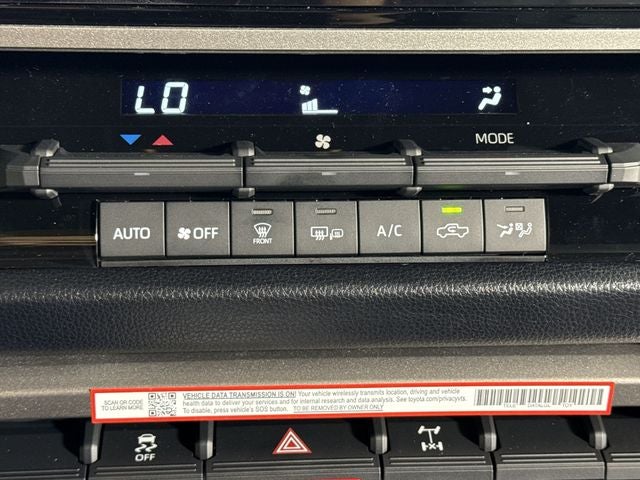 LO
MODE
AUTO
OFF
FRONT
A/C
SCAN OR CODE
TO LEARN MORE
VEHICLE DATA TRANSMISSION IS ON! Your vehicle wirelessly transmits location, driving and vehicle
health data to deliver your services and for internal research and data analysis. See toyota.com/privacyvts.
To disable, press vehicle's SOS button. TO BE REMOVED BY OWNER ONLY
OFF